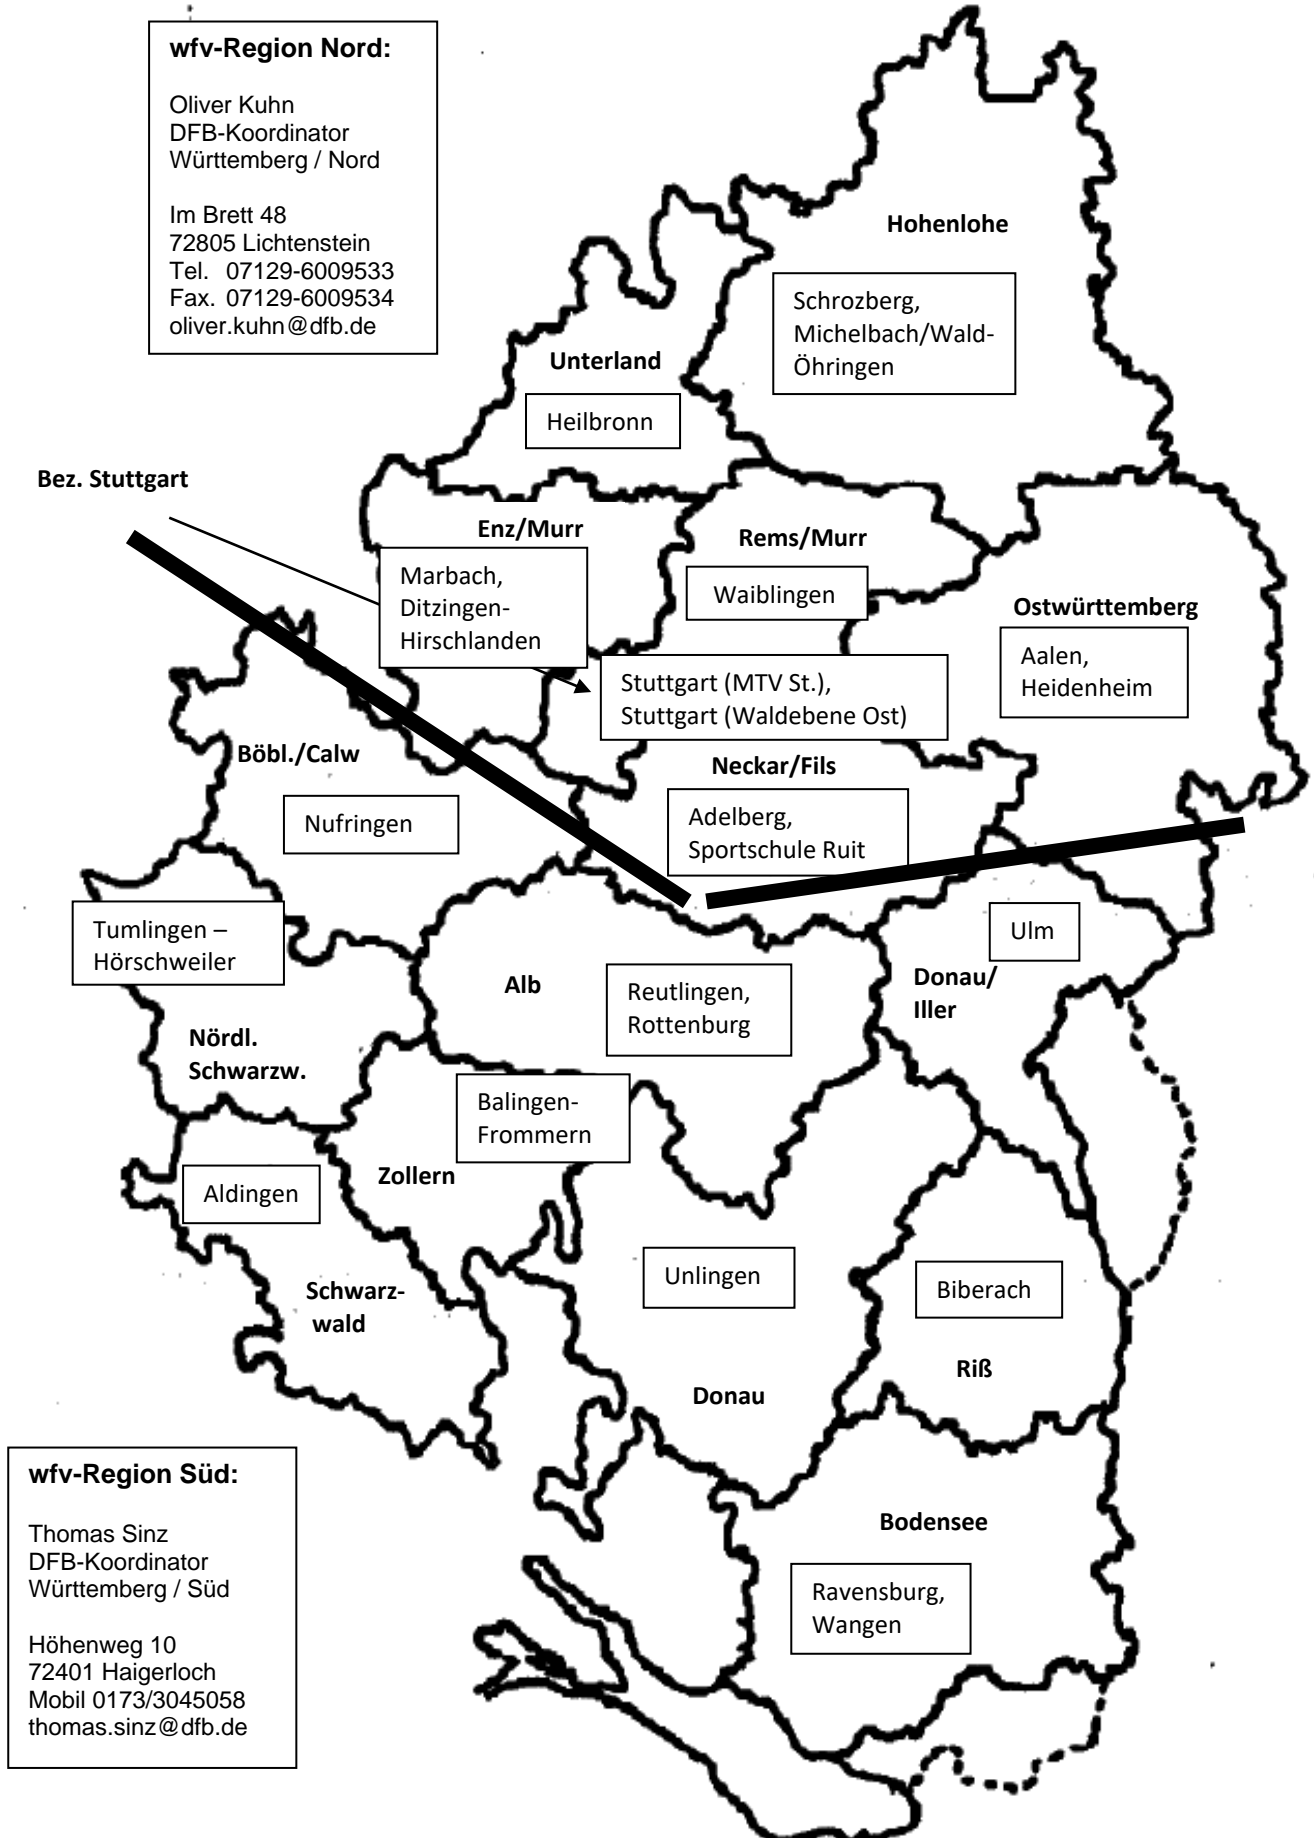 wfv-Region Nord:
Oliver Kuhn
DFB-Koordinator
Württemberg / Nord
Im Brett 48
72805 Lichtenstein
Tel. 07129-6009533
Fax. 07129-6009534
oliver.kuhn@dfb.de
Hohenlohe
Schrozberg,
Michelbach/Wald-
Öhringen
Unterland
Heilbronn
Bez. Stuttgart
Enz/Murr
Marbach,
Ditzingen-
Hirschlanden
Rems/Murr
Waiblingen
Ostwürttemberg
Aalen,
Heidenheim
Stuttgart (MTV St.),
Stuttgart (Waldebene Ost)
Böbl./Calw
Nufringen
Neckar/Fils
Adelberg,
Sportschule Ruit
Tumlingen –
Hörschweiler
Nördl.
Schwarzw.
Alb
Reutlingen,
Rottenburg
Ulm
Donau/
Iller
Balingen-
Frommern
Zollern
Aldingen
Schwarz-
wald
Unlingen
Donau
Biberach
Riß
wfv-Region Süd:
Thomas Sinz
DFB-Koordinator
Württemberg / Süd
Höhenweg 10
72401 Haigerloch
Mobil 0173/3045058
thomas.sinz@dfb.de
Bodensee
Ravensburg,
Wangen